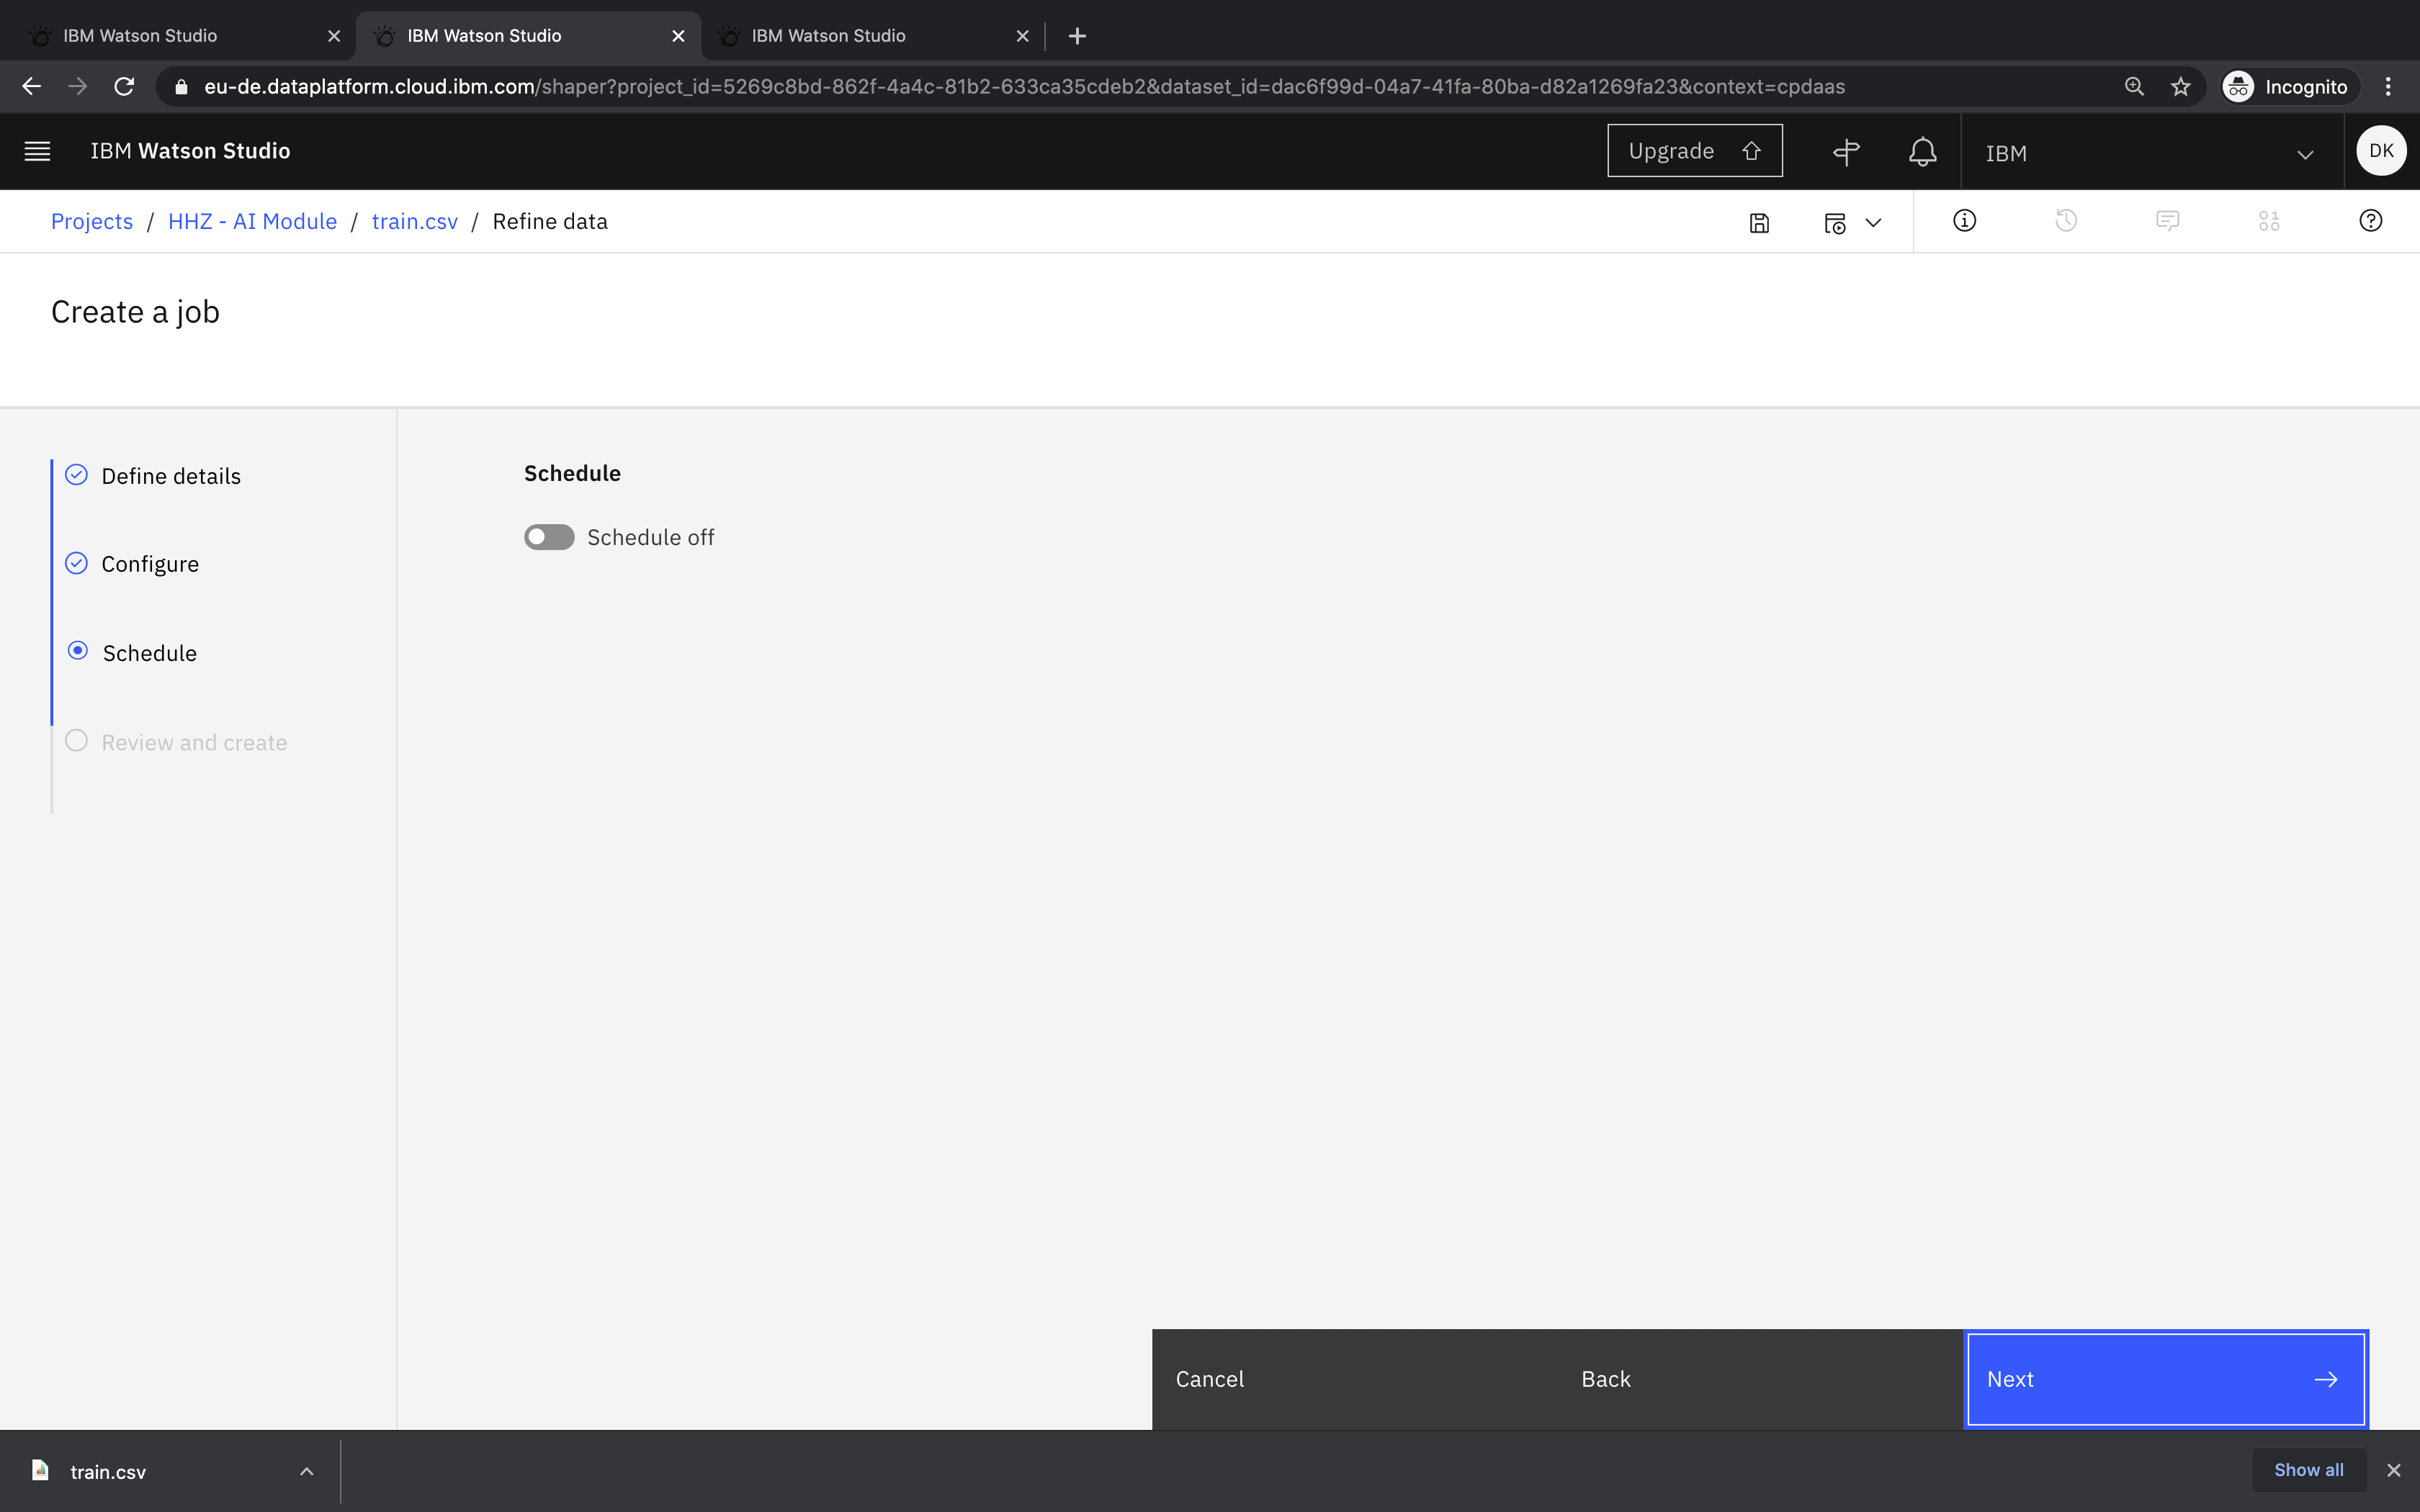 IBM Watson Studio
IBM Watson Studio
IBM Watson Studio
eu-de.dataplatform.cloud.ibm.com/shaper?project_id=5269c8bd-862f-4a4c-81b2-633ca35cdeb2&dataset_id=dac6f99d-04a7-41fa-80ba-d82a1269fa23&context=cpdaas
Incognito
IBM Watson Studio
Upgrade
IBM
DK
Projects / HHZ - AI Module / train.csv / Refine data
Create a job
Define details
Configure
Schedule
Review and create
Schedule
Schedule off
Cancel
Back
Next
train.csv
Show all